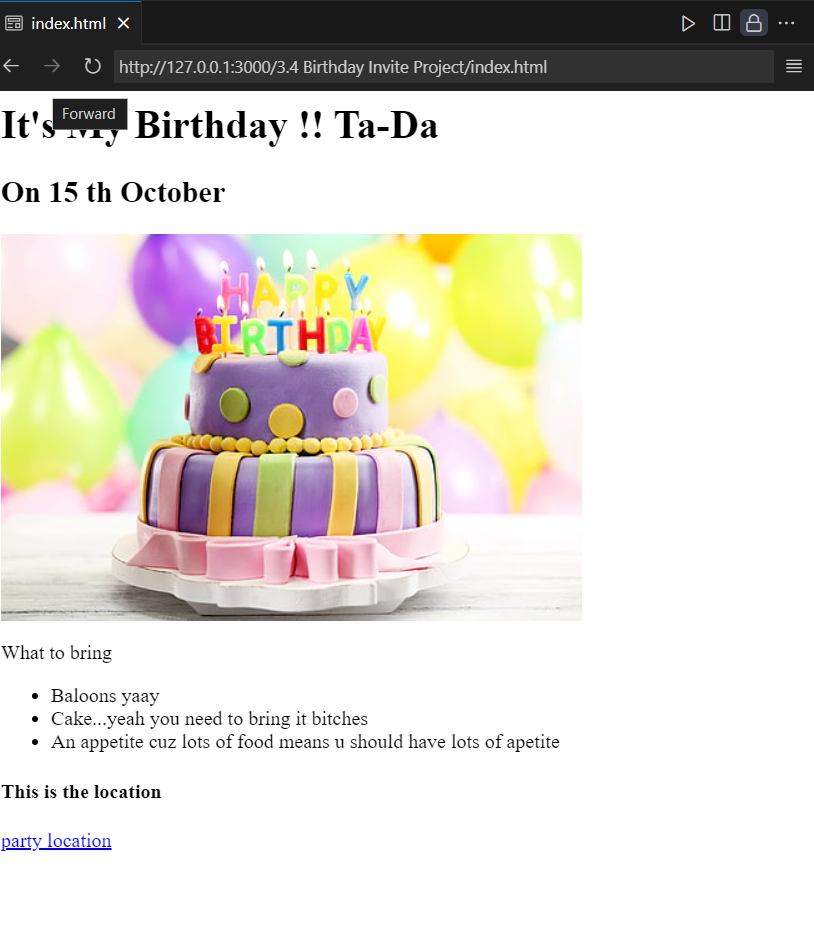 index.html
http://127.0.0.1:3000/3.4 Birthday Invite Project/index.html
Forward
It's My Birthday !! Ta-Da
On 15 th October
HAPPY
BIRTHDAY
What to bring
Baloons yaay
Cake...yeah you need to bring it bitches
An appetite cuz lots of food means u should have lots of apetite
This is the location
party location